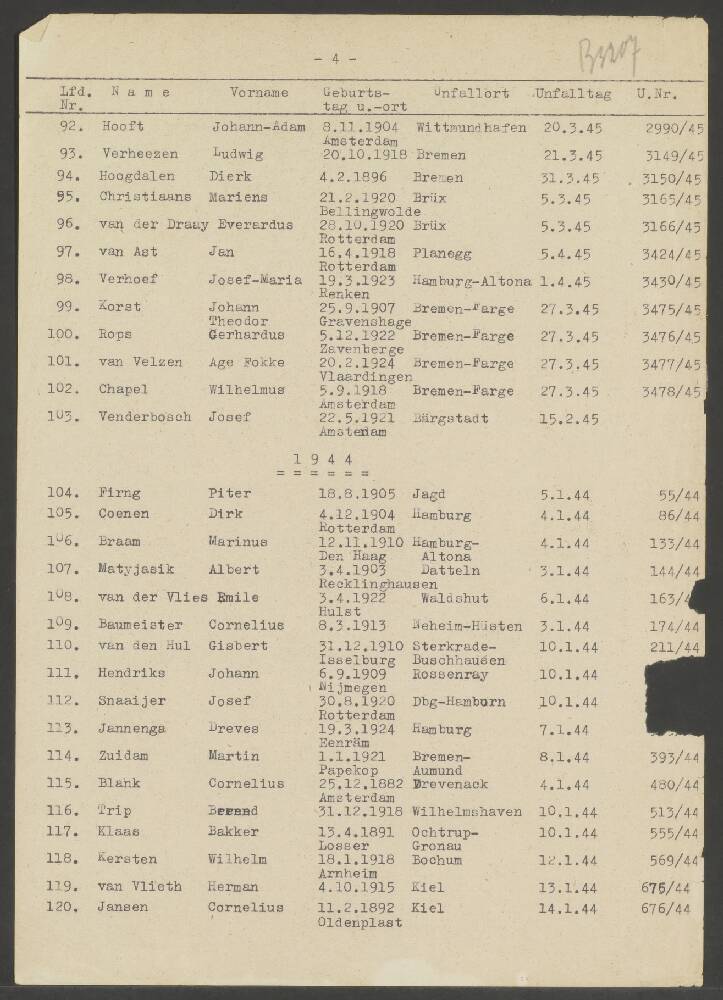 - 4 -
B3207
Lfd. N a m e Vorname Geburts- Unfallort Unfalltag U.Nr.
Nr. tag u.-ort
92. Hooft Johann-Adam 8.11.1904 Wittmundhafen 20.3.45 2990/45
Amsterdam
93. Verheezen Ludwig 20.10.1918 Bremen 21.3.45 3149/45
94. Hoogdalen Dierk 4.2.1896 Bremen 31.3.45 3150/45
95. Christiaans Mariens 21.2.1920 Brüx 5.3.45 3165/45
Bellingwolde
96. van der Draay Everardus 28.10.1920 Brüx 5.3.45 3166/45
Rotterdam
97. van Ast Jan 16.4.1918 Planegg 5.4.45 3424/45
Rotterdam
98. Verhoef Josef-Maria 19.3.1923 Hamburg-Altona 1.4.45 3430/45
Renken
99. Korst Johann 25.9.1907 Bremen-Farge 27.3.45 3475/45
Theodor Gravenshage
100. Rops Gerhardus 5.12.1922 Bremen-Farge 27.3.45 3476/45
Zavenberge
101. van Velzen Age Fokke 20.2.1924 Bremen-Farge 27.3.45 3477/45
Vlaardingen
102. Chapel Wilhelmus 5.9.1918 Bremen-Farge 27.3.45 3478/45
Amsterdam
103. Venderbosch Josef 22.5.1921 Bärgstadt 15.2.45
Amsterdam
1 9 4 4
= = = = = =
104. Firng Piter 18.8.1905 Jagd 5.1.44 55/44
105. Coenen Dirk 4.12.1904 Hamburg 4.1.44 86/44
Rotterdam
106. Braam Marinus 12.11.1910 Hamburg- 4.1.44 133/44
Den Haag Altona
107. Matyjasik Albert 3.4.1903 Datteln 3.1.44 144/44
Recklinghausen
108. van der Vlies Emile 3.4.1922 Waldshut 6.1.44 163/4
Hulst
109. Baumeister Cornelius 8.3.1913 Neheim-Hüsten 3.1.44 174/44
110. van den Hul Gisbert 31.12.1910 Sterkrade- 10.1.44 211/44
Isselburg Buschhausen
111. Hendriks Johann 6.9.1909 Rossenray 10.1.44
Nijmegen
112. Snaaijer Josef 30.8.1920 Dbg-Hamborn 10.1.44
Rotterdam
113. Jannenga Dreves 19.3.1924 Hamburg 7.1.44
Eenräm
114. Zuidam Martin 1.1.1921 Bremen- 8.1.44 393/44
Papekop Aumund
115. Blank Cornelius 25.12.1882 Drevenack 4.1.44 480/44
Amsterdam
116. Trip Berend 31.12.1918 Wilhelmshaven 10.1.44 513/44
117. Klaas Bakker 13.4.1891 Ochtrup- 10.1.44 555/44
Losser Gronau
118. Kersten Wilhelm 18.1.1918 Bochum 12.1.44 569/44
Arnheim
119. van Vlieth Herman 4.10.1915 Kiel 13.1.44 675/44
120. Jansen Cornelius 11.2.1892 Kiel 14.1.44 676/44
Oldenplast